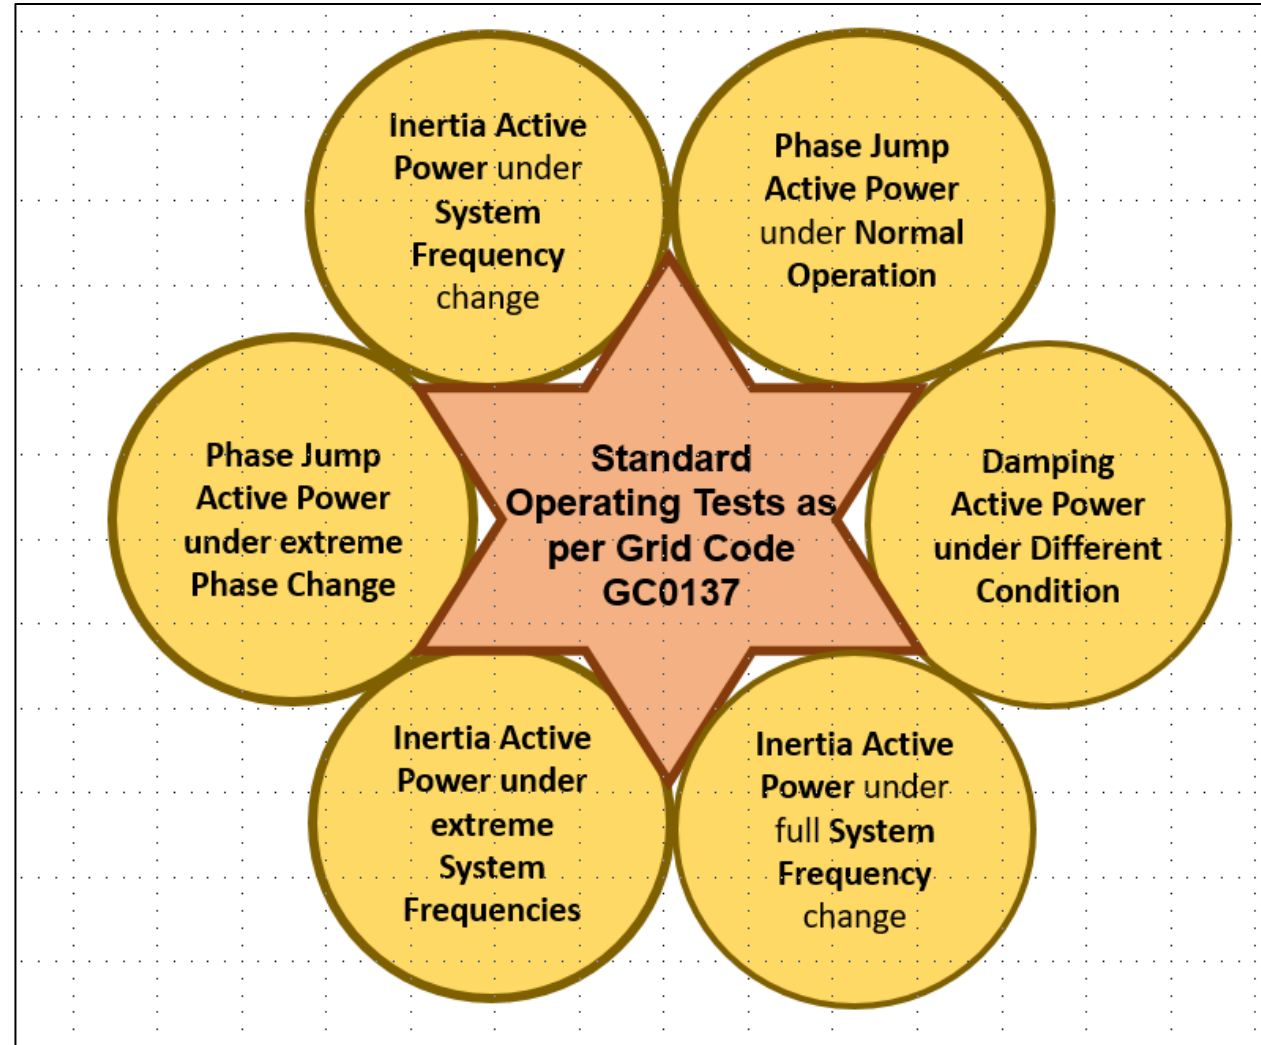 Inertia Active
Power under
System
Frequency
change
Phase Jump
Active Power
under Normal
Operation
Phase Jump
Active Power
under extreme
Phase Change
Standard
Operating Tests as
per Grid Code
GC0137
Damping
Active Power
under Different
Condition
Inertia Active
Power under
extreme
System
Frequencies
Inertia Active
Power under
full System
Frequency
change